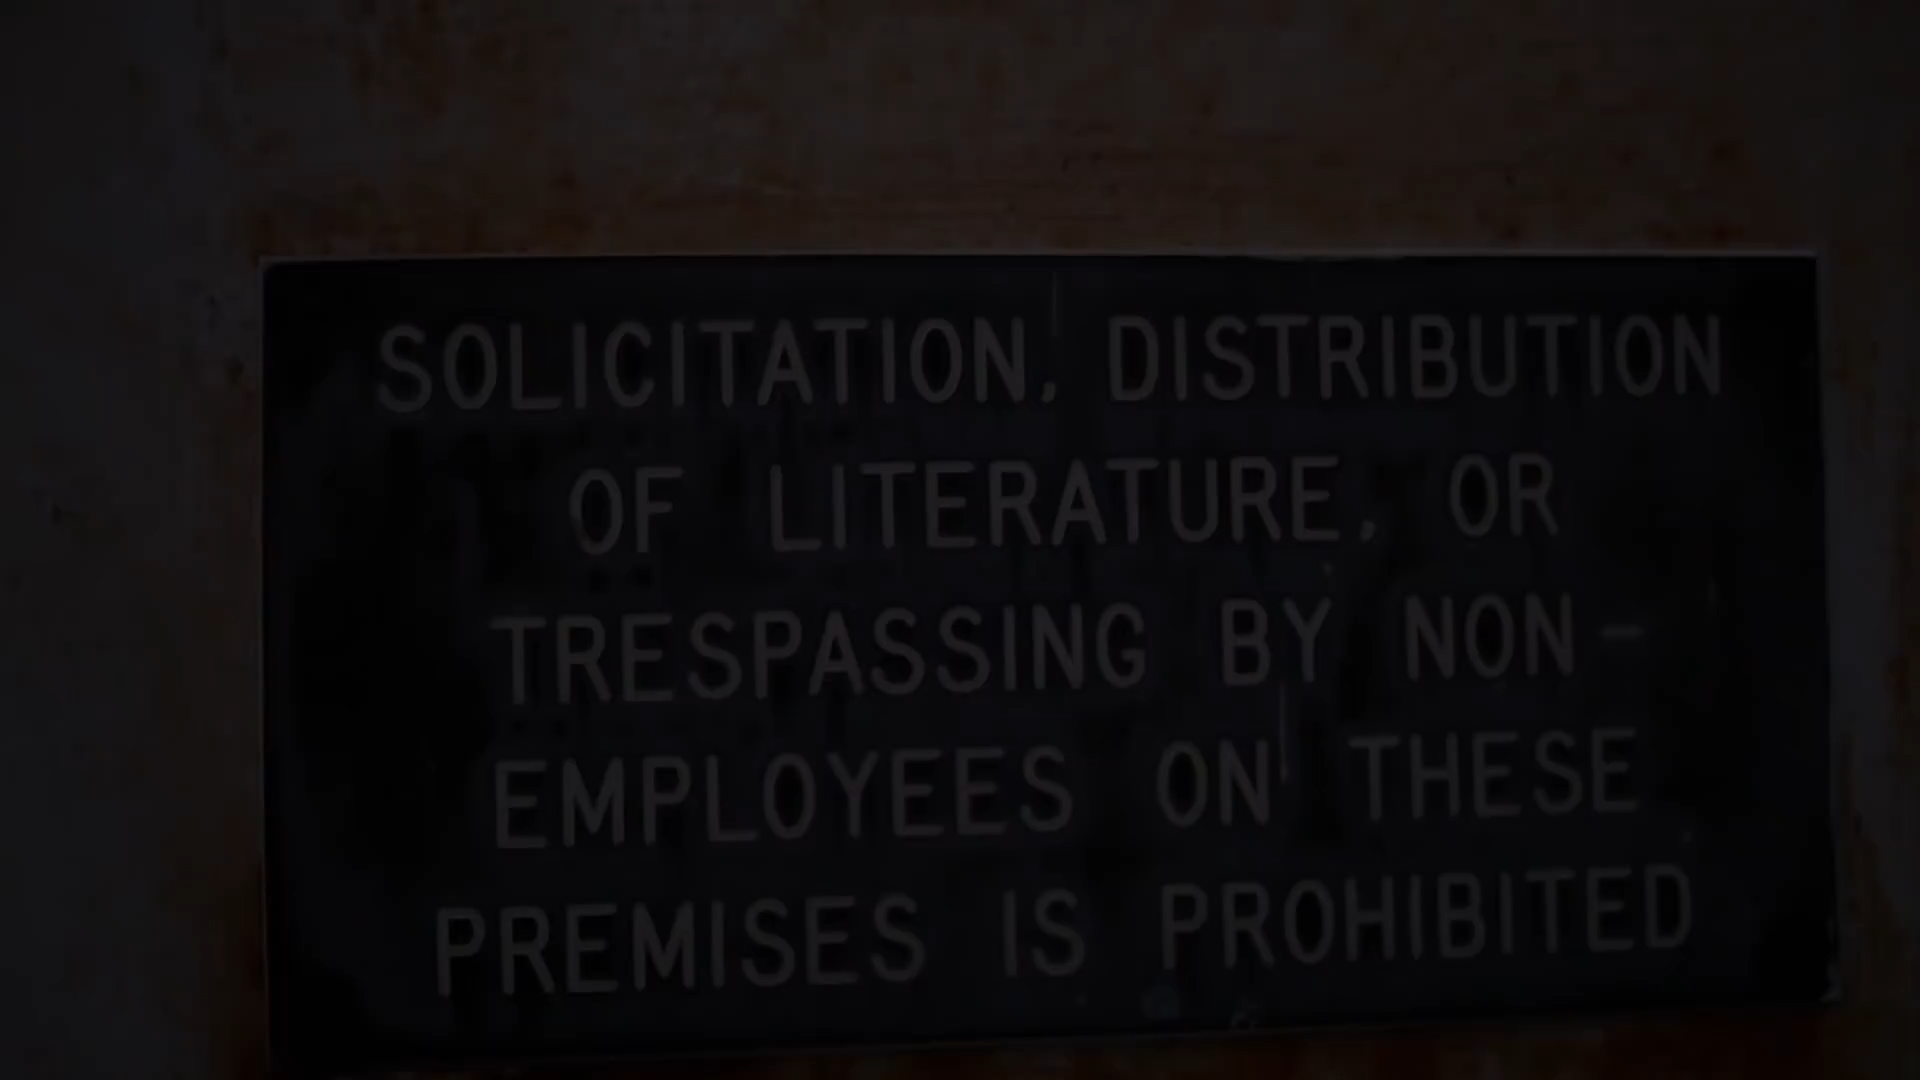 SOLICITATION, DISTRIBUTION
OF LITERATURE, OR
TRESPASSING BY NON-
EMPLOYEES ON THESE
PREMISES IS PROHIBITED